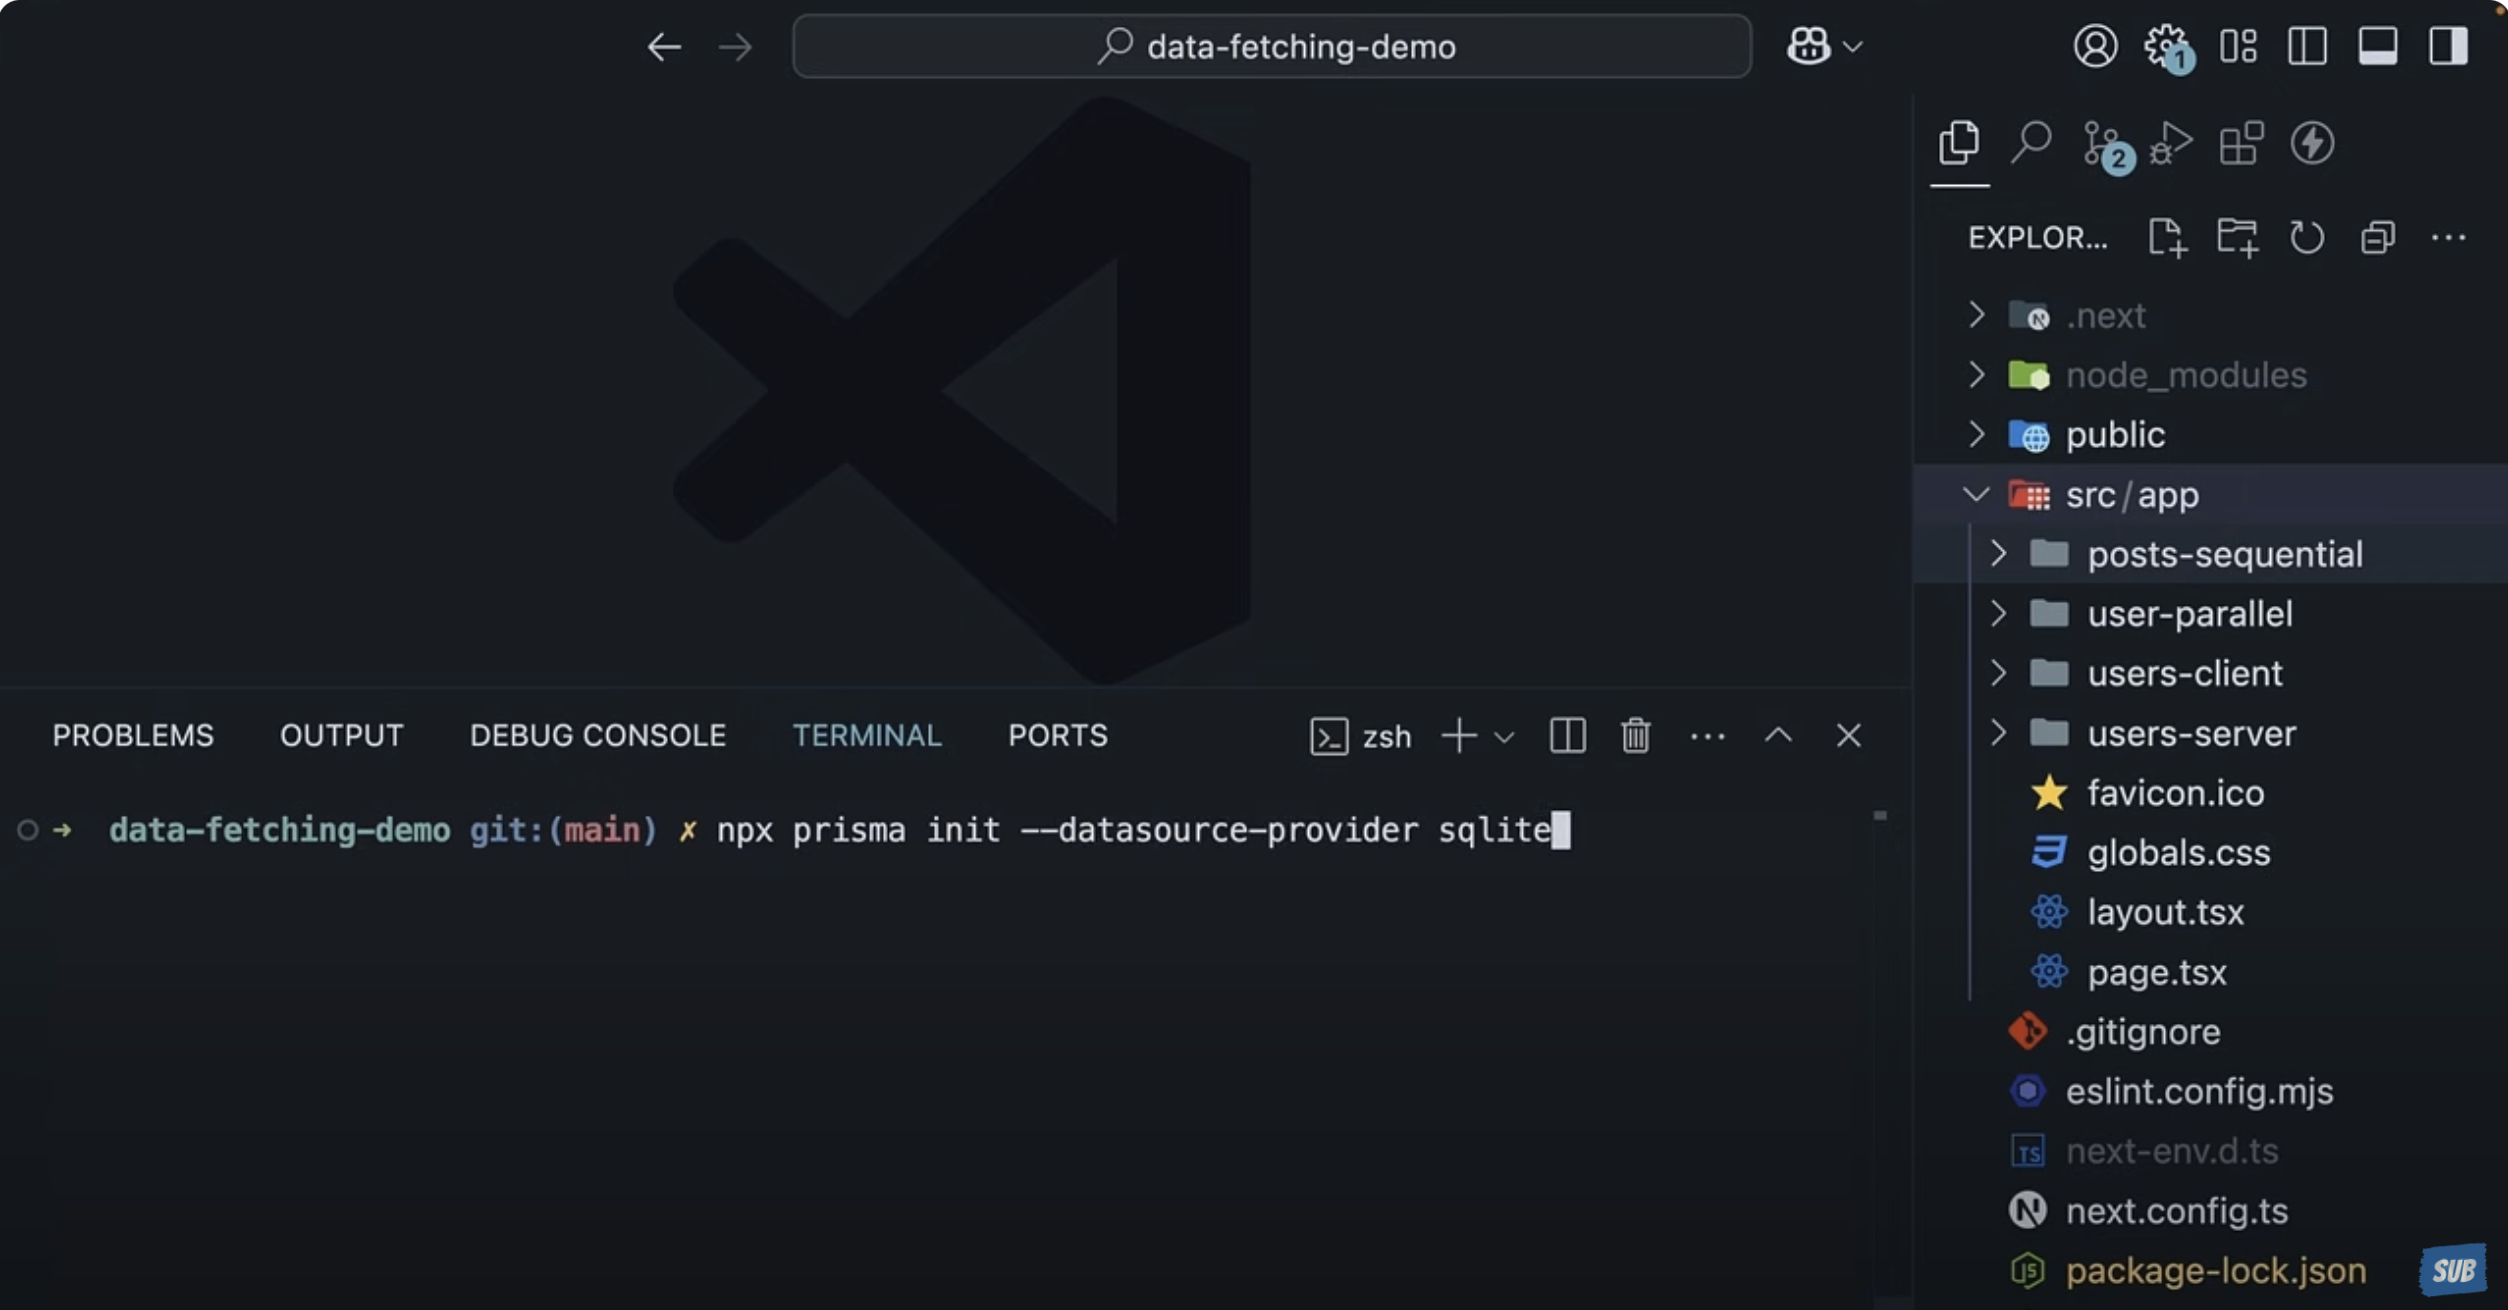 data-fetching-demo
1
2
EXPLOR...
.next
node_modules
public
src/app
posts-sequential
user-parallel
users-client
users-server
favicon.ico
globals.css
layout.tsx
page.tsx
.gitignore
eslint.config.mjs
TS next-env.d.ts
N next.config.ts
JS package-lock.json
PROBLEMS OUTPUT DEBUG CONSOLE TERMINAL PORTS zsh
data-fetching-demo git:(main) ✗ npx prisma init --datasource-provider sqlite
SUB